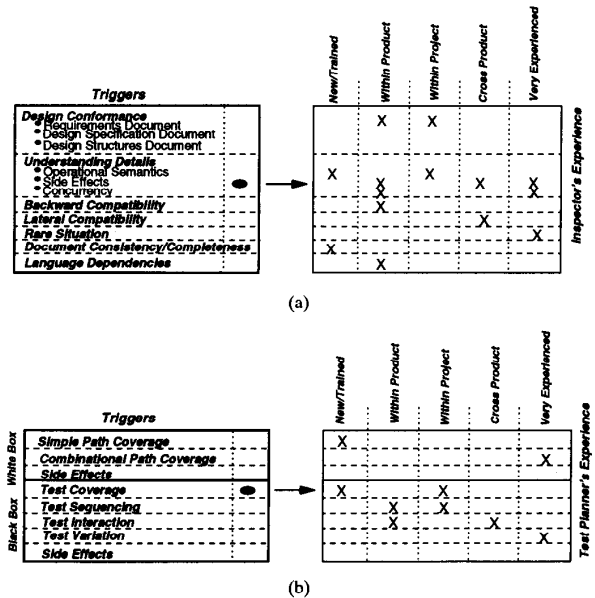 Triggers
New/Trained
Within Product
Within Project
Cross Product
Very Experienced
Design Conformance
Requirements Document
Design Specification Document
Design Structures Document
Understanding Details
Operational Semantics
Side Effects
Concurrency
Backward Compatibility
Lateral Compatibility
Rare Situation
Document Consistency/Completeness
Language Dependencies
X X
X X
X X X
X X
X
X
X
X
X
Inspector's Experience
(a)
Triggers
New/Trained
Within Product
Within Project
Cross Product
Very Experienced
White Box
Simple Path Coverage
X
Combinational Path Coverage
X
Side Effects
Black Box
Test Coverage
X X
Test Sequencing
X X
Test Interaction
X X
Test Variation
X
Side Effects
Test Planner's Experience
(b)